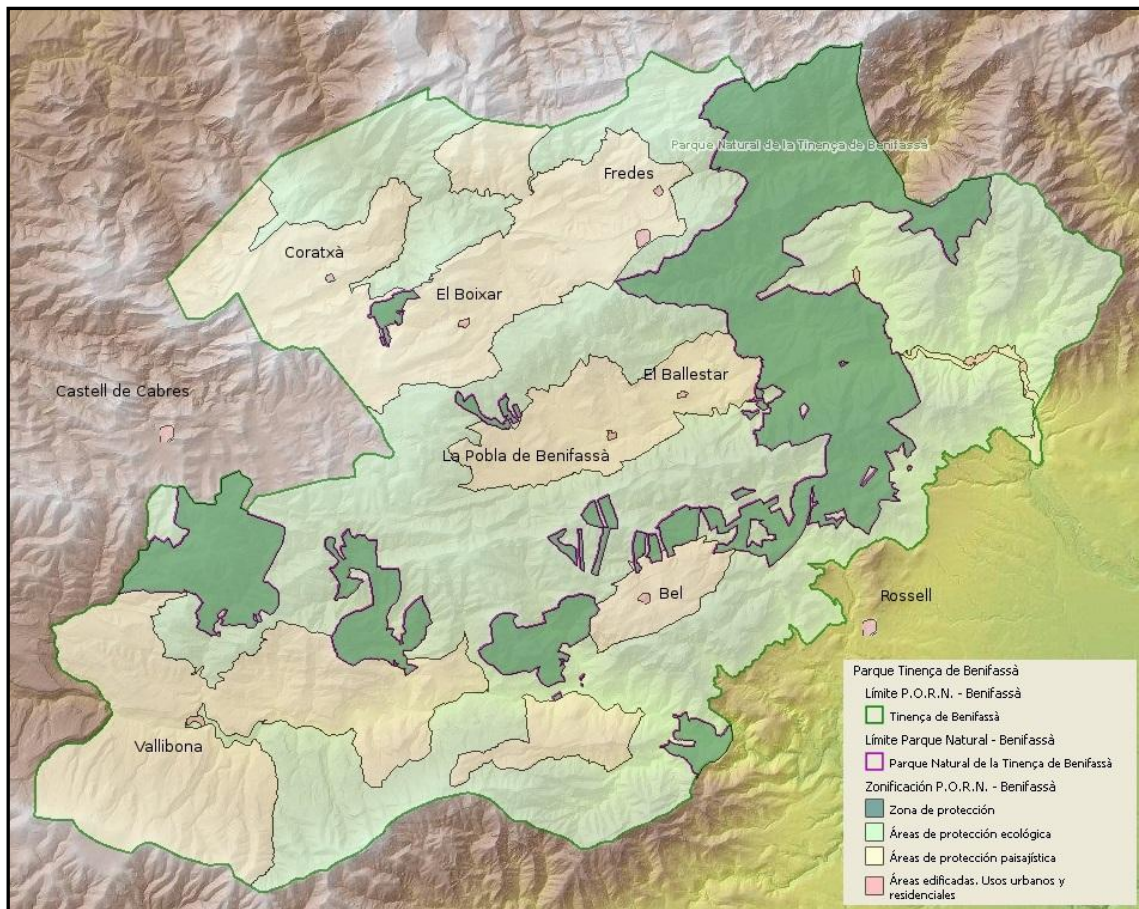 Parque Natural de la Tinença de Benifassà
Fredes
Coratxà
El Boixar
El Ballestar
Castell de Cabres
La Pobla de Benifassà
Bel
Rossell
Vallibona
Parque Tinença de Benifassà
Límite P.O.R.N. - Benifassà
Tinença de Benifassà
Límite Parque Natural - Benifassà
Parque Natural de la Tinença de Benifassà
Zonificación P.O.R.N. - Benifassà
Zona de protección
Áreas de protección ecológica
Áreas de protección paisajística
Áreas edificadas. Usos urbanos y
residenciales